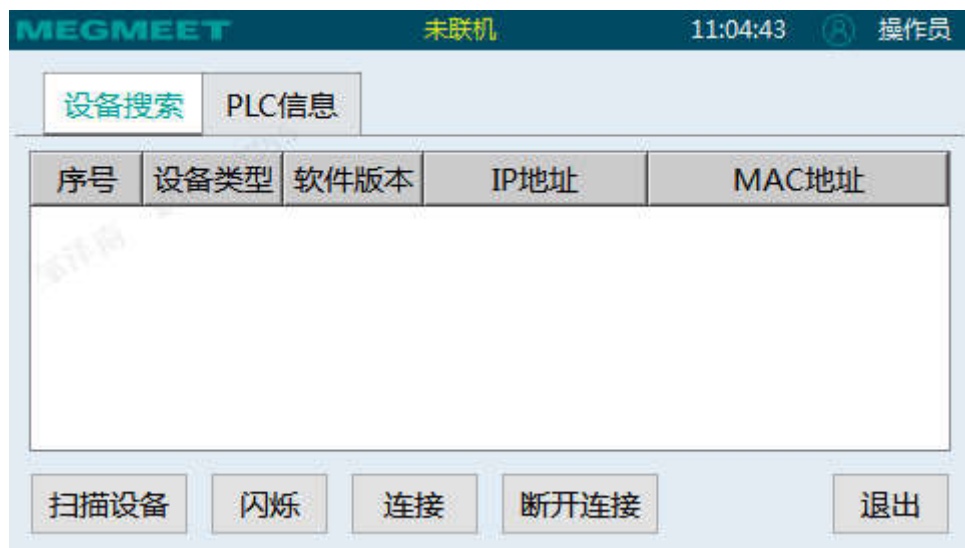 MEGMEET 未联机 11:04:43 操作员
设备搜索 PLC信息
序号 设备类型 软件版本 IP地址 MAC地址
扫描设备 闪烁 连接 断开连接 退出